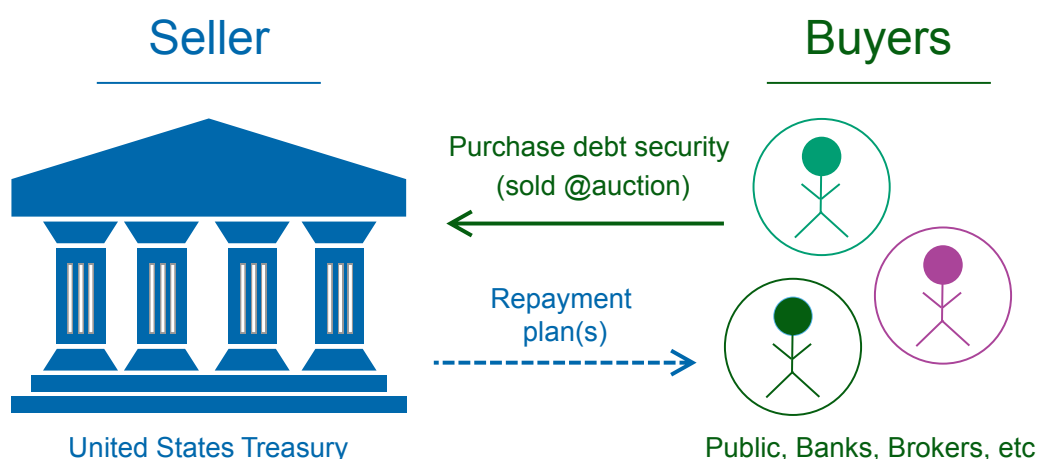 Seller
Buyers
Purchase debt security
(sold @auction)
Repayment
plan(s)
United States Treasury
Public, Banks, Brokers, etc